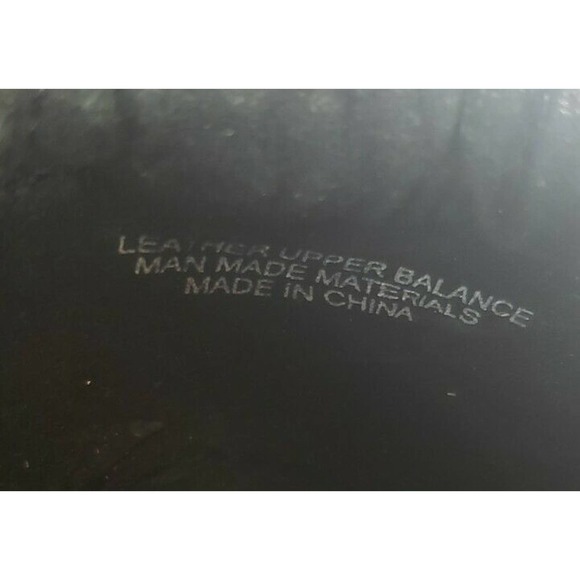 LEATHER UPPER BALANCE
MAN MADE MATERIALS
MADE IN CHINA